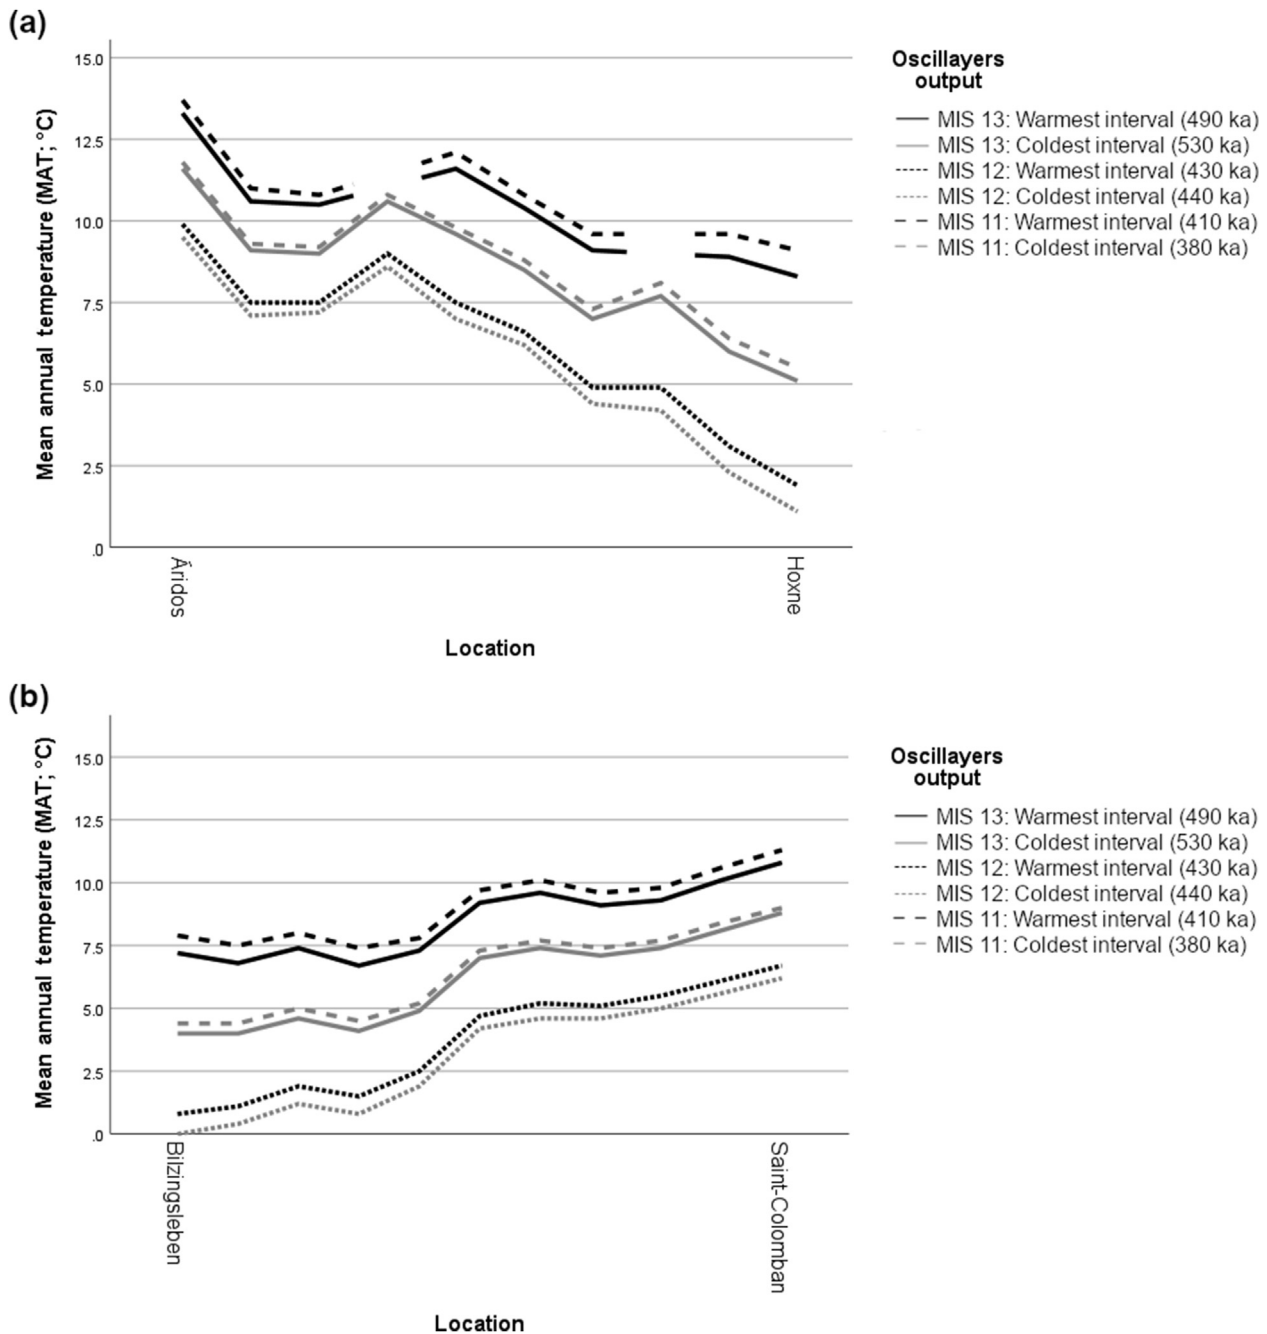 (a)
Mean annual temperature (MAT; °C)
15.0
12.5
10.0
7.5
5.0
2.5
.0
Áridos
Hoxne
Location
Oscillayers
output
MIS 13: Warmest interval (490 ka)
MIS 13: Coldest interval (530 ka)
MIS 12: Warmest interval (430 ka)
MIS 12: Coldest interval (440 ka)
MIS 11: Warmest interval (410 ka)
MIS 11: Coldest interval (380 ka)
(b)
Mean annual temperature (MAT; °C)
15.0
12.5
10.0
7.5
5.0
2.5
.0
Bilzingsleben
Saint-Colomban
Location
Oscillayers
output
MIS 13: Warmest interval (490 ka)
MIS 13: Coldest interval (530 ka)
MIS 12: Warmest interval (430 ka)
MIS 12: Coldest interval (440 ka)
MIS 11: Warmest interval (410 ka)
MIS 11: Coldest interval (380 ka)